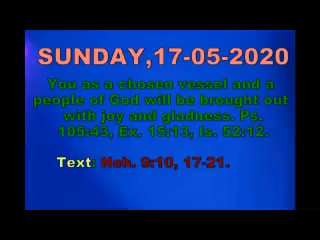 SUNDAY,17-05-2020
You as a chosen vessel and a
people of God will be brought out
with joy and gladness. Ps.
105:43, Ex. 15:13, Is. 52:12.
Text: Neh. 9:10, 17-21.